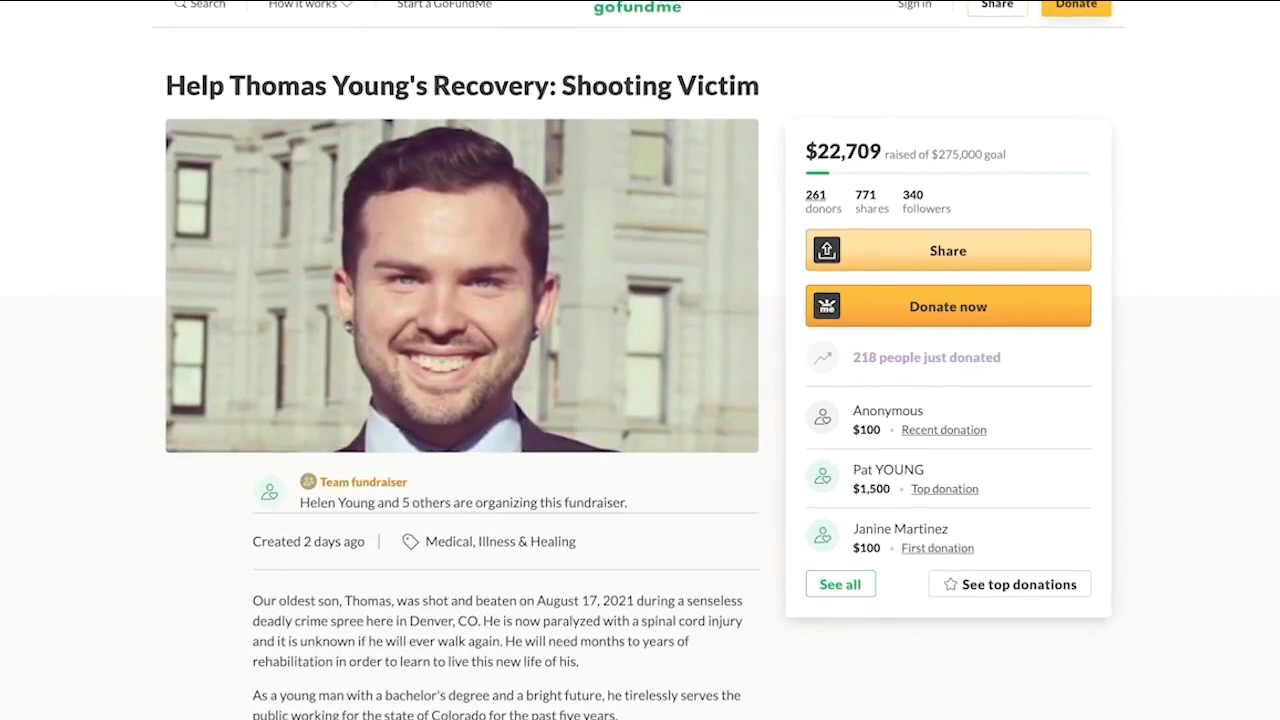 Search
How it works
Start a GoFundMe
gofundme
Sign in
Share
Donate
Help Thomas Young's Recovery: Shooting Victim
$22,709 raised of $275,000 goal
261 771 340
donors shares followers
Share
me Donate now
218 people just donated
Anonymous
$100 • Recent donation
Pat YOUNG
$1,500 • Top donation
Janine Martinez
$100 • First donation
See all
See top donations
Team fundraiser
Helen Young and 5 others are organizing this fundraiser.
Created 2 days ago | Medical, Illness & Healing
Our oldest son, Thomas, was shot and beaten on August 17, 2021 during a senseless
deadly crime spree here in Denver, CO. He is now paralyzed with a spinal cord injury
and it is unknown if he will ever walk again. He will need months to years of
rehabilitation in order to learn to live this new life of his.
As a young man with a bachelor's degree and a bright future, he tirelessly serves the
public working for the state of Colorado for the past five years.